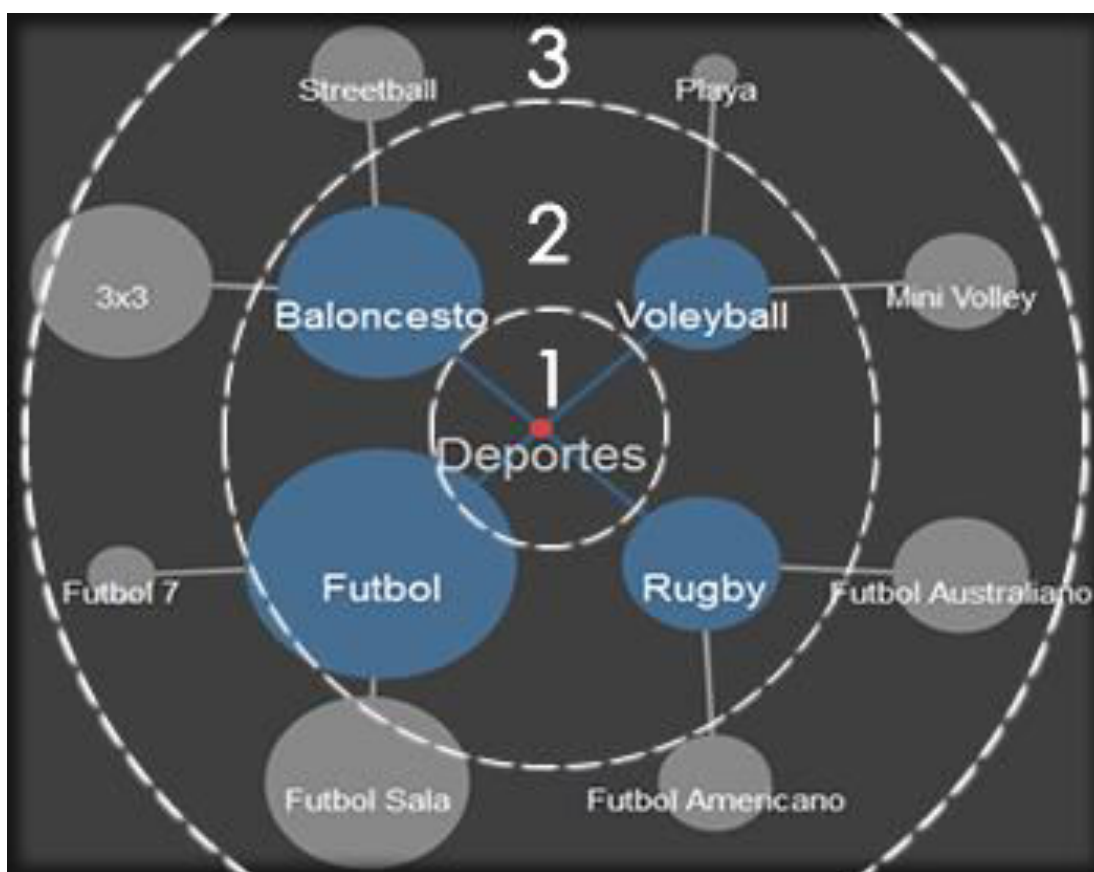 3
Streetball
Playa
2
3x3
Baloncesto
Voleyball
Mini Volley
1
Deportes
Futbol 7
Futbol
Rugby
Futbol Australiano
Futbol Sala
Futbol Americano